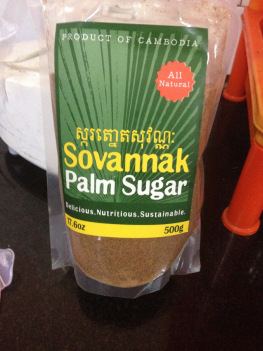 PRODUCT OF CAMBODIA
All
Natural
ស្ករត្នោតសុវណ្ណៈ
Sovannak
Palm Sugar
Delicious.Nutritious.Sustainable.
17.6oz
500g